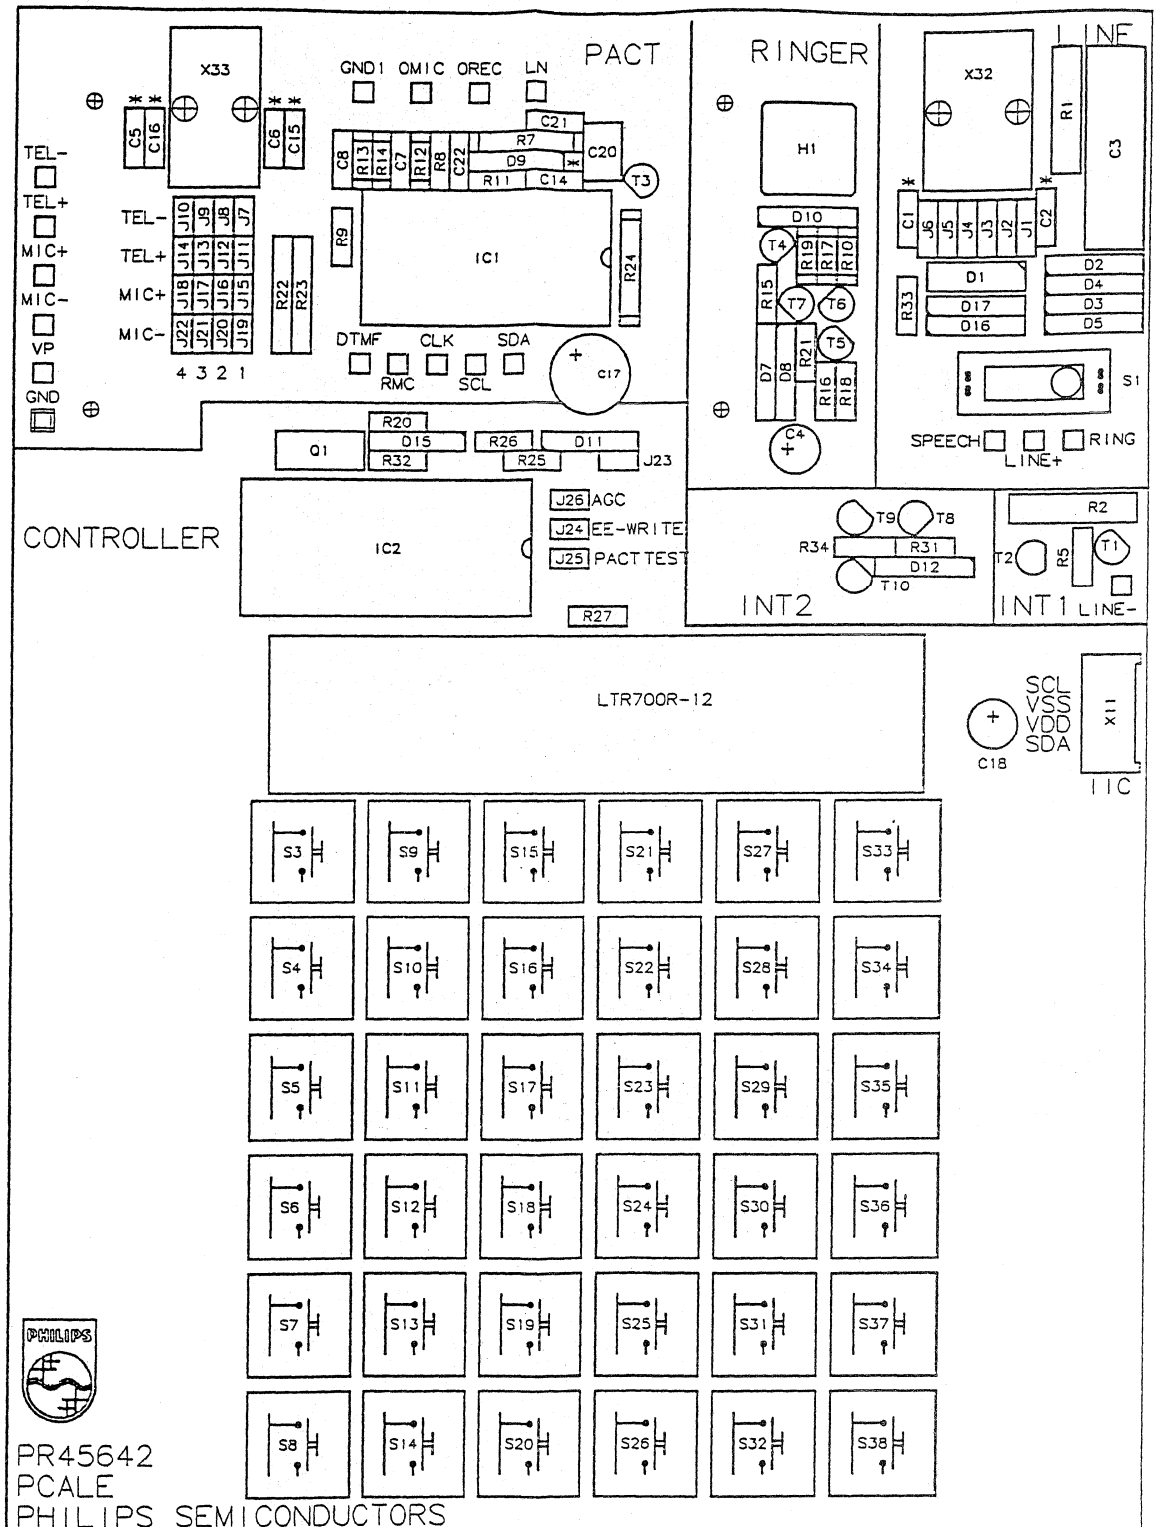 PACT
RINGER
LINE
X33
GND1 OMIC OREC LN
X32
R1
C3
C5
C16
C6
C15
C21
R7
C20
D9
*
R11
C14
C8
R13
R14
C7
R12
R8
C22
T3
H1
TEL-
TEL+
MIC+
MIC-
VP
GND
TEL- J10 J9 J8 J7
TEL+ J14 J13 J12 J11
MIC+ J18 J17 J16 J15
MIC- J22 J21 J20 J19
4 3 2 1
R22
R23
R9
IC1
R24
DTMF CLK SDA
RMC SCL
+
C17
D10
T4
R19
R17
R10
R15
T7
T6
T5
D7
D8
R21
R16
R18
C4
+
*
C1
J6
J5
J4
J3
J2
J1
*
C2
R33
D1
D17
D16
D2
D4
D3
D5
S1
SPEECH
LINE+
RING
R20
Q1
D15
R32
R26
R25
D11
J23
CONTROLLER
IC2
J26 AGC
J24 EE-WRITE
J25 PACT TEST
R27
T9
T8
R34
R31
D12
T10
INT2
R2
T2
R5
T1
INT1
LINE-
LTR700R-12
+
C18
SCL
VSS
VDD
SDA
X11
IIC
S3 S9 S15 S21 S27 S33
S4 S10 S16 S22 S28 S34
S5 S11 S17 S23 S29 S35
S6 S12 S18 S24 S30 S36
S7 S13 S19 S25 S31 S37
S8 S14 S20 S26 S32 S38
PHILIPS
PR45642
PCALE
PHILIPS SEMICONDUCTORS